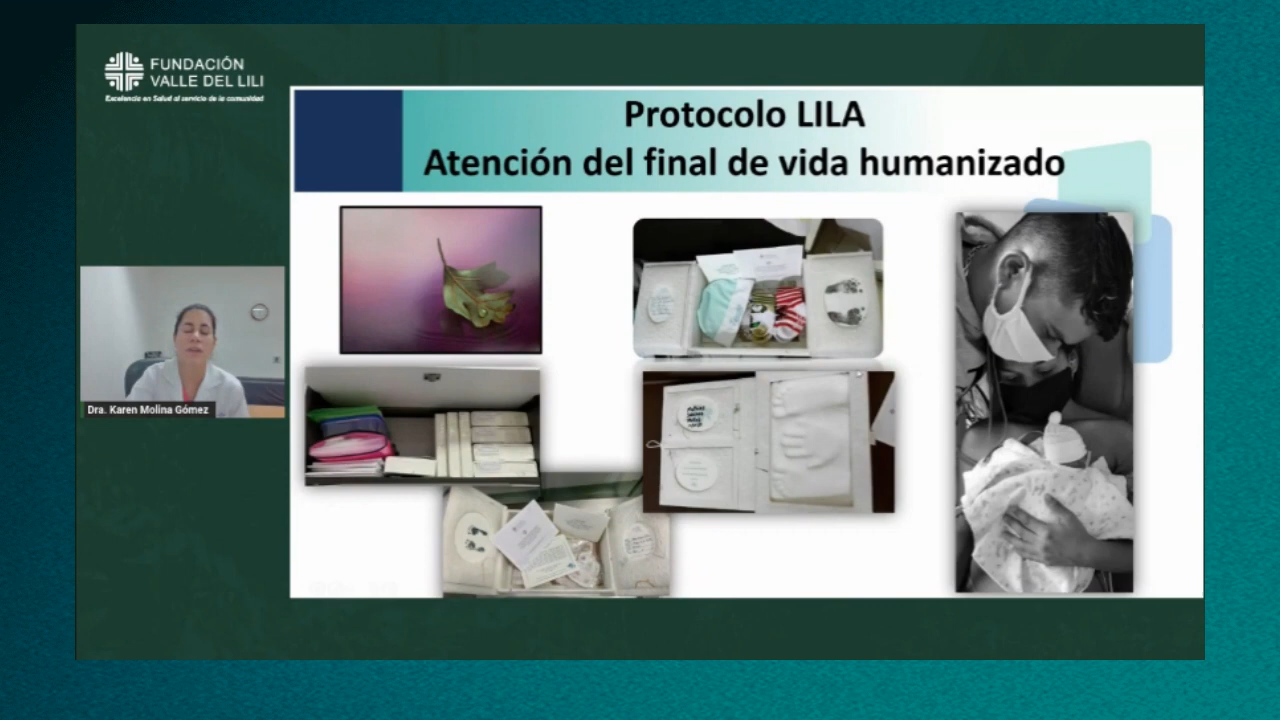 FUNDACIÓN
VALLE DEL LILI
Excelencia en Salud al servicio de la comunidad
Protocolo LILA
Atención del final de vida humanizado
Dra. Karen Molina Gómez